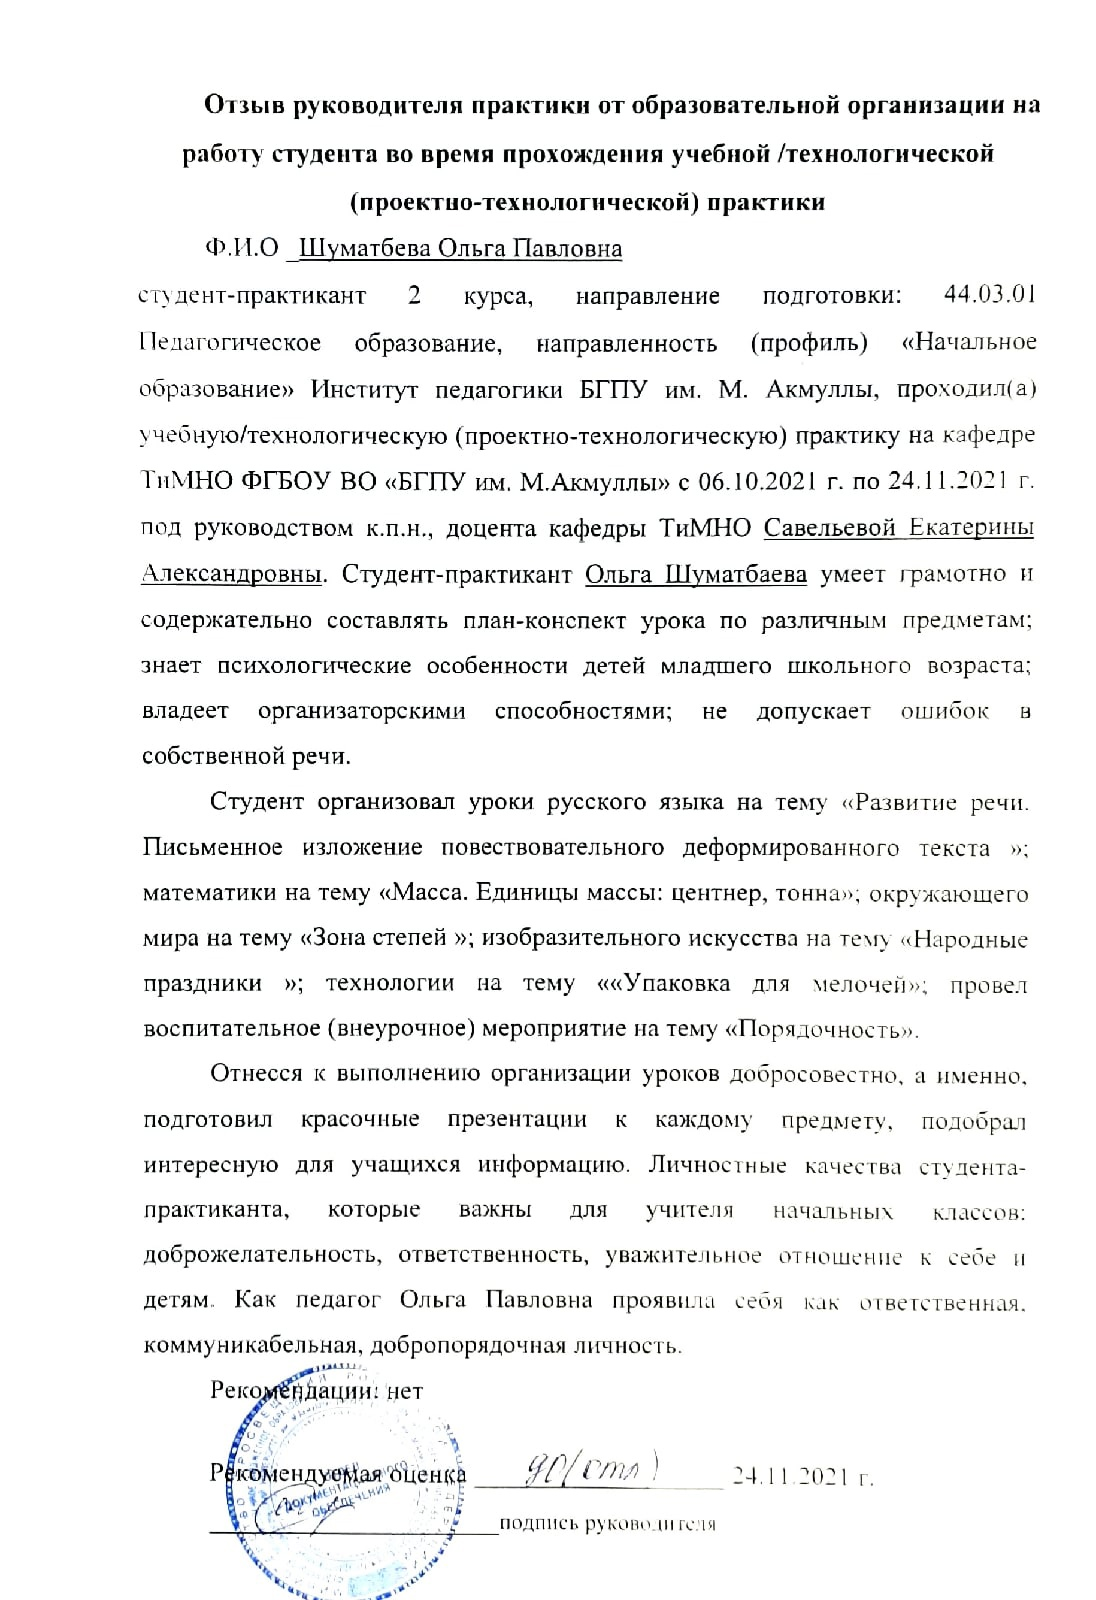 Отзыв руководителя практики от образовательной организации на
работу студента во время прохождения учебной /технологической
(проектно-технологической) практики
Ф.И.О _Шуматбева Ольга Павловна
студент-практикант 2 курса, направление подготовки: 44.03.01
Педагогическое образование, направленность (профиль) «Начальное
образование» Институт педагогики БГПУ им. М. Акмуллы, проходил(а)
учебную/технологическую (проектно-технологическую) практику на кафедре
ТиМНО ФГБОУ ВО «БГПУ им. М.Акмуллы» с 06.10.2021 г. по 24.11.2021 г.
под руководством к.п.н., доцента кафедры ТиМНО Савельевой Екатерины
Александровны. Студент-практикант Ольга Шуматбаева умеет грамотно и
содержательно составлять план-конспект урока по различным предметам;
знает психологические особенности детей младшего школьного возраста;
владеет организаторскими способностями; не допускает ошибок в
собственной речи.
Студент организовал уроки русского языка на тему «Развитие речи.
Письменное изложение повествовательного деформированного текста »;
математики на тему «Масса. Единицы массы: центнер, тонна»; окружающего
мира на тему «Зона степей »; изобразительного искусства на тему «Народные
праздники »; технологии на тему ««Упаковка для мелочей»; провел
воспитательное (внеурочное) мероприятие на тему «Порядочность».
Отнесся к выполнению организации уроков добросовестно, а именно,
подготовил красочные презентации к каждому предмету, подобрал
интересную для учащихся информацию. Личностные качества студента-
практиканта, которые важны для учителя начальных классов:
доброжелательность, ответственность, уважительное отношение к себе и
детям. Как педагог Ольга Павловна проявила себя как ответственная,
коммуникабельная, добропорядочная личность.
Рекомендации: нет
Рекомендуемая оценка 90(отл) 24.11.2021 г.
подпись руководителя
ОТДЕЛ
ДОКУМЕНТАЦИОННОГО
ОБЕСПЕЧЕНИЯ